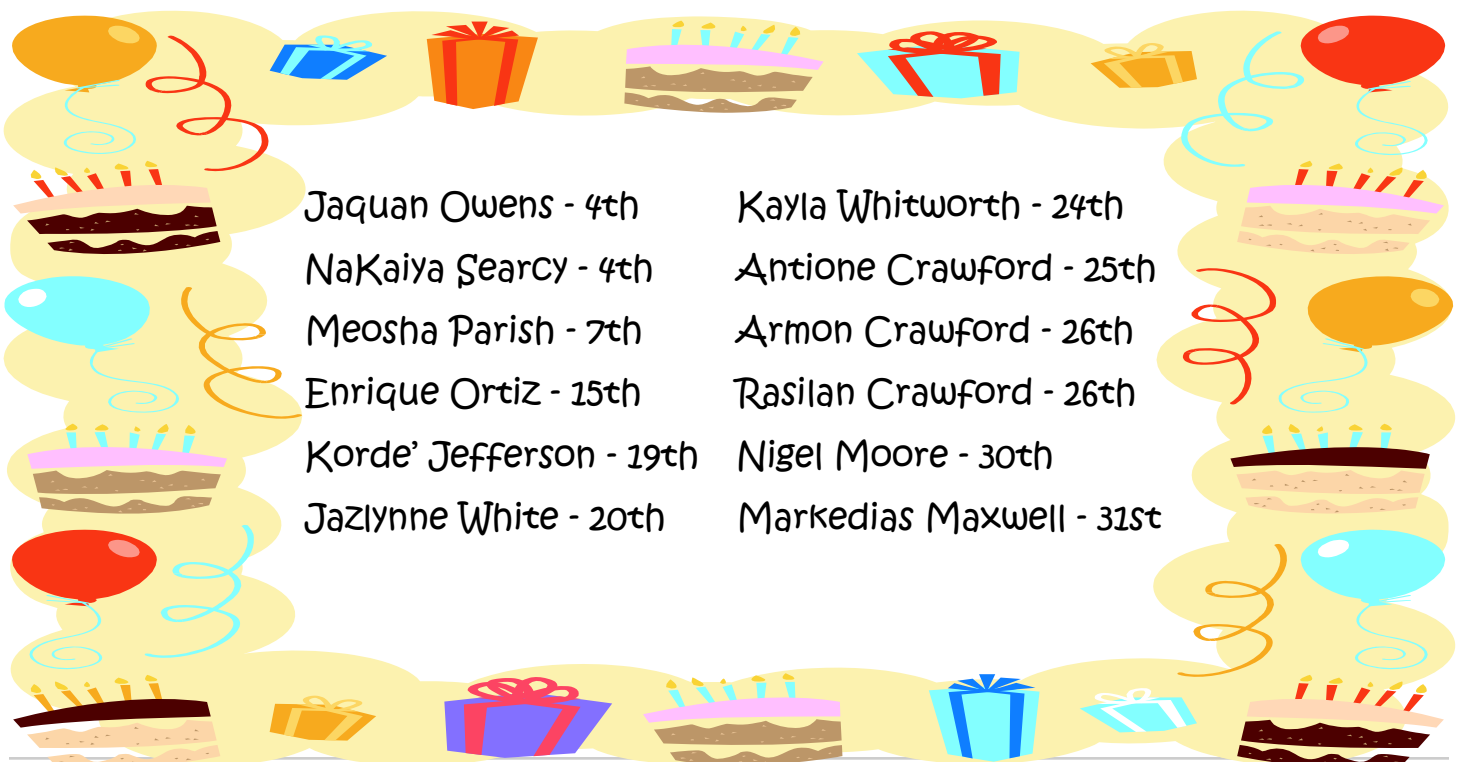 Jaquan Owens - 4th
NaKaiya Searcy - 4th
Meosha Parish - 7th
Enrique Ortiz - 15th
Korde’ Jefferson - 19th
Jazlynne White - 20th
Kayla Whitworth - 24th
Antione Crawford - 25th
Armon Crawford - 26th
Rasilan Crawford - 26th
Nigel Moore - 30th
Markedias Maxwell - 31st